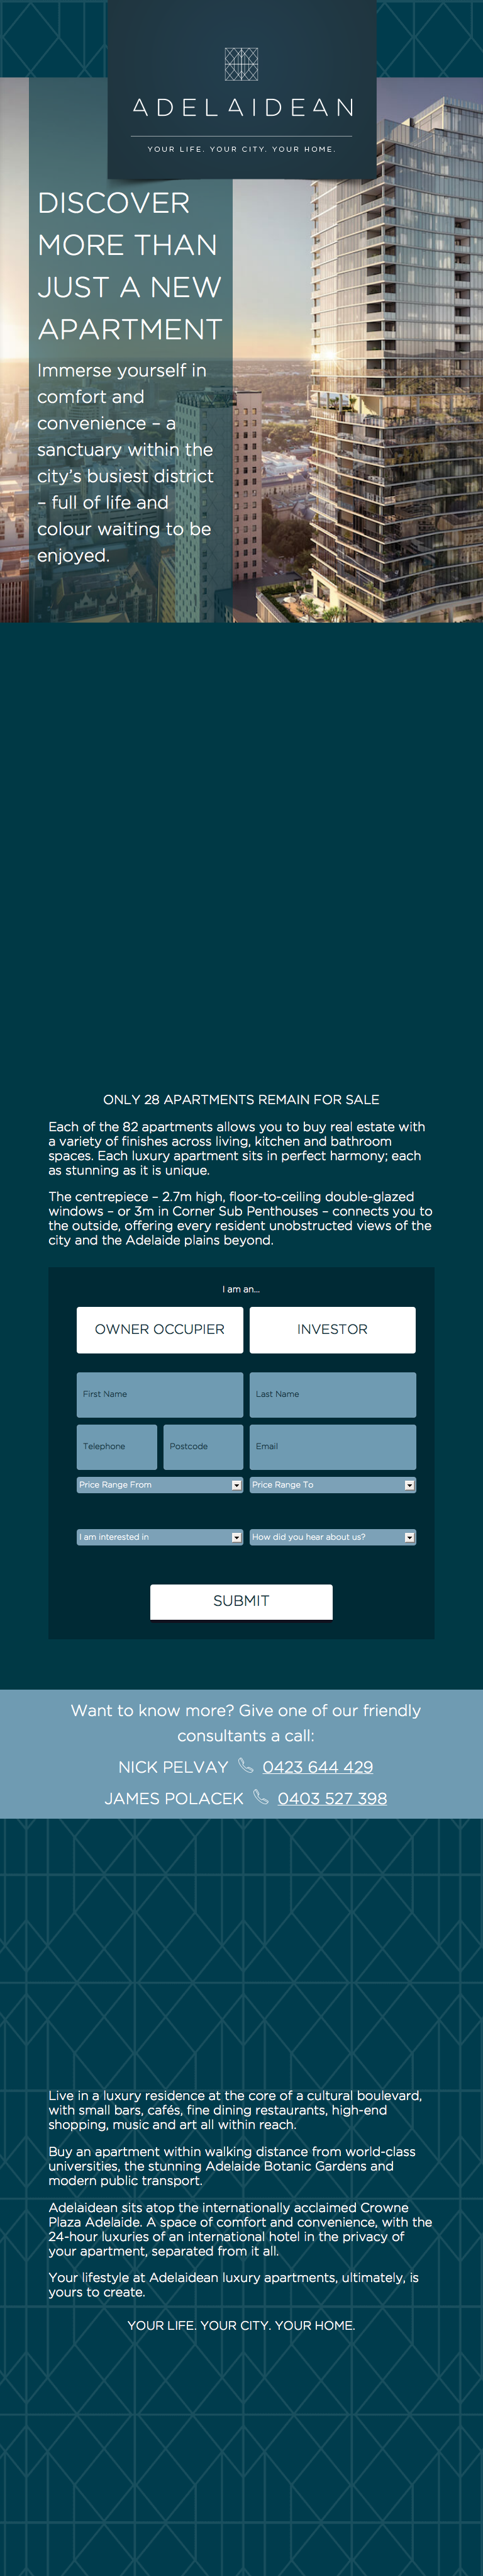 ADELAIDEAN
YOUR LIFE. YOUR CITY. YOUR HOME.
DISCOVER
MORE THAN
JUST A NEW
APARTMENT
Immerse yourself in
comfort and
convenience – a
sanctuary within the
city’s busiest district
– full of life and
colour waiting to be
enjoyed.
ONLY 28 APARTMENTS REMAIN FOR SALE
Each of the 82 apartments allows you to buy real estate with
a variety of finishes across living, kitchen and bathroom
spaces. Each luxury apartment sits in perfect harmony; each
as stunning as it is unique.
The centrepiece – 2.7m high, floor-to-ceiling double-glazed
windows – or 3m in Corner Sub Penthouses – connects you to
the outside, offering every resident unobstructed views of the
city and the Adelaide plains beyond.
I am an...
OWNER OCCUPIER INVESTOR
First Name Last Name
Telephone Postcode Email
Price Range From Price Range To
I am interested in How did you hear about us?
SUBMIT
Want to know more? Give one of our friendly
consultants a call:
NICK PELVAY 0423 644 429
JAMES POLACEK 0403 527 398
Live in a luxury residence at the core of a cultural boulevard,
with small bars, cafés, fine dining restaurants, high-end
shopping, music and art all within reach.
Buy an apartment within walking distance from world-class
universities, the stunning Adelaide Botanic Gardens and
modern public transport.
Adelaidean sits atop the internationally acclaimed Crowne
Plaza Adelaide. A space of comfort and convenience, with the
24-hour luxuries of an international hotel in the privacy of
your apartment, separated from it all.
Your lifestyle at Adelaidean luxury apartments, ultimately, is
yours to create.
YOUR LIFE. YOUR CITY. YOUR HOME.